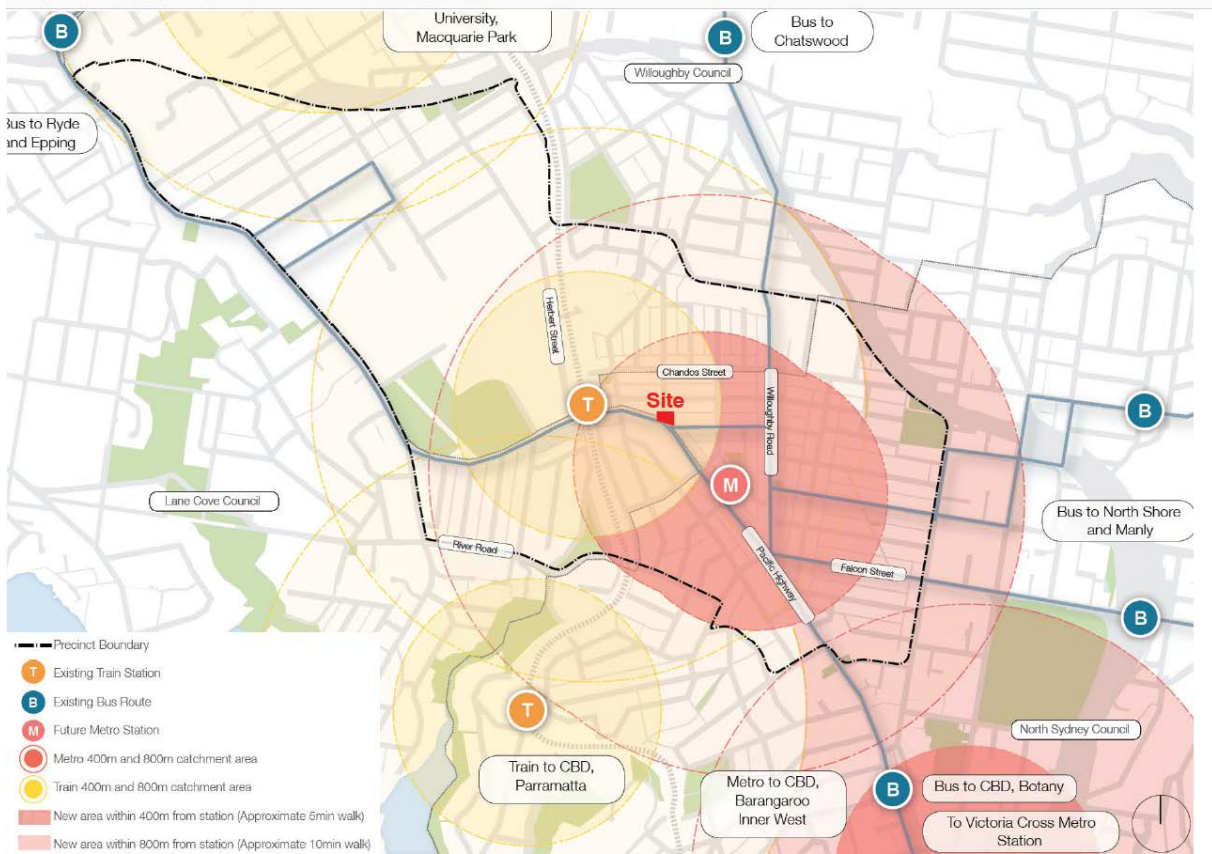 B
University,
Macquarie Park
B
Bus to
Chatswood
Willoughby Council
Bus to Ryde
and Epping
Herbert Street
Chandos Street
Site
T
Willoughby Road
B
M
Lane Cove Council
Bus to North Shore
and Manly
River Road
Pacific Highway
Falcon Street
B
Precinct Boundary
T
Existing Train Station
B
Existing Bus Route
M
Future Metro Station
Metro 400m and 800m catchment area
Train 400m and 800m catchment area
New area within 400m from station (Approximate 5min walk)
New area within 800m from station (Approximate 10min walk)
T
Train to CBD,
Parramatta
Metro to CBD,
Barangaroo
Inner West
North Sydney Council
B
Bus to CBD, Botany
To Victoria Cross Metro
Station